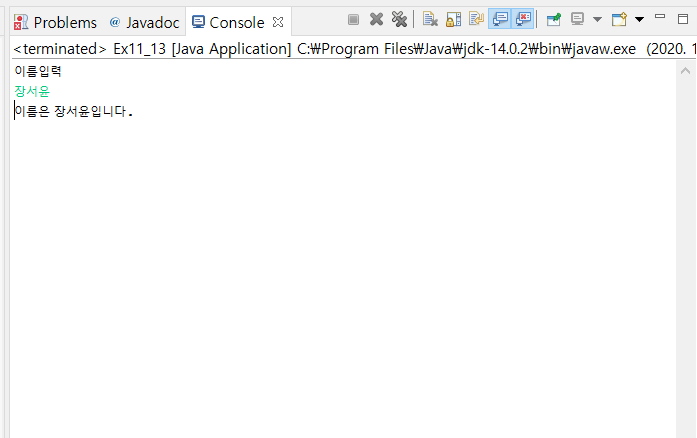 Problems @ Javadoc Console
<terminated> Ex11_13 [Java Application] C:₩Program Files₩Java₩jdk-14.0.2₩bin₩javaw.exe (2020. 1
이름입력
장서윤
이름은 장서윤입니다.